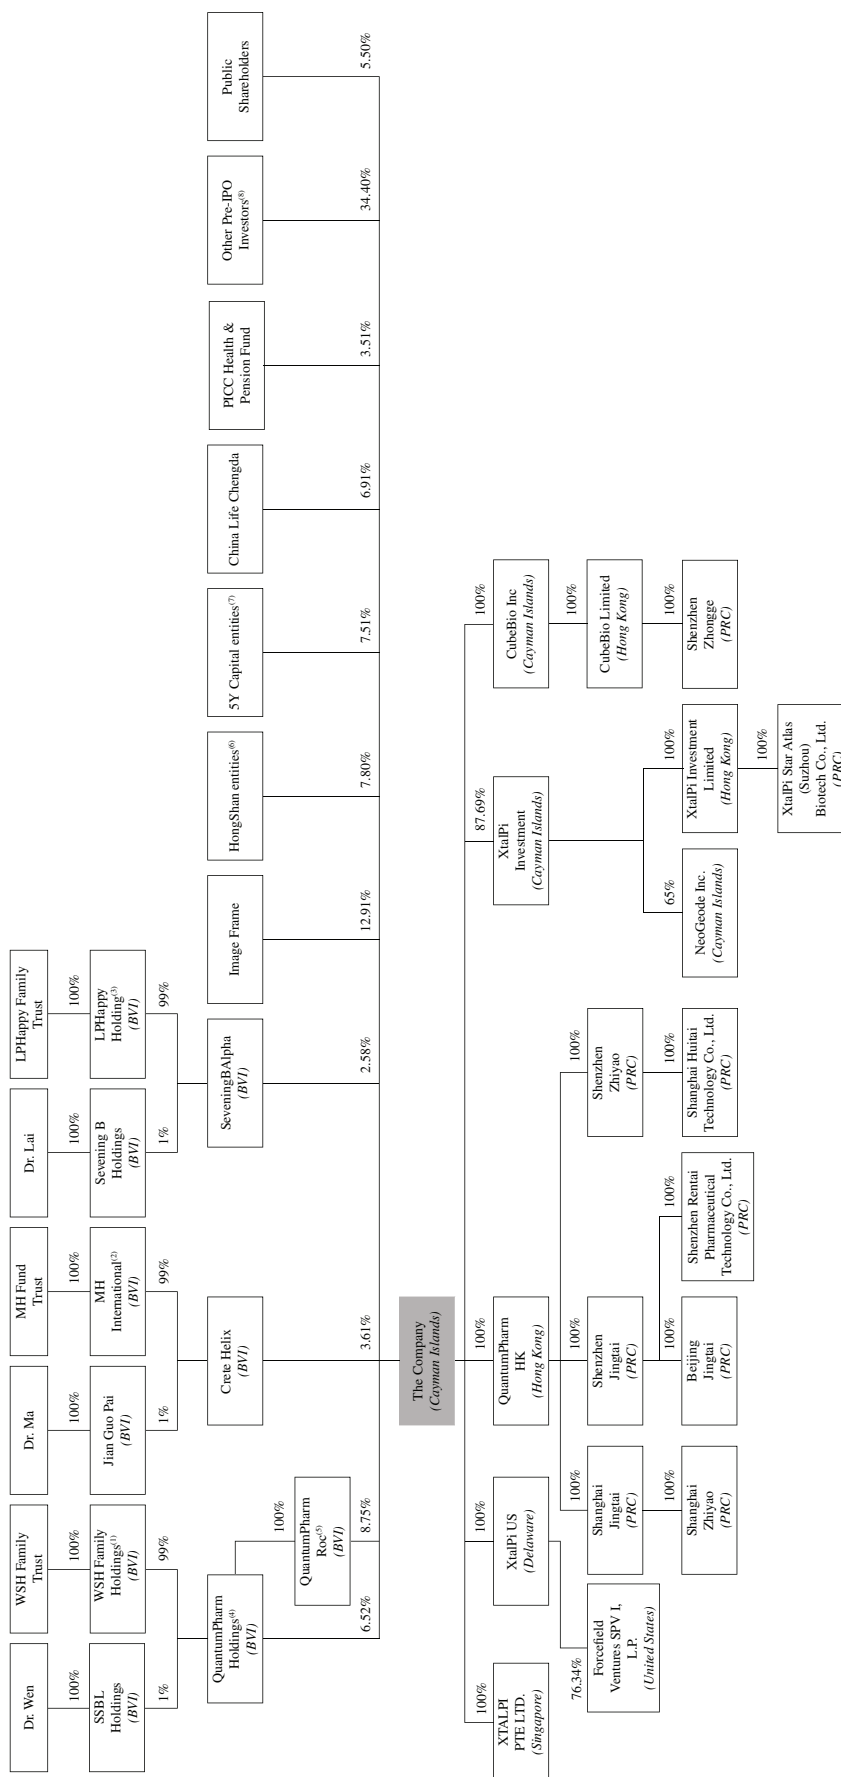 Dr. Wen
WSH Family
Trust
Dr. Ma
MH Fund
Trust
Dr. Lai
LPHappy Family
Trust
100%
100%
100%
100%
100%
100%
SSBL
Holdings
(BVI)
WSH Family
Holdings(1)
(BVI)
Jian Guo Pai
(BVI)
MH
International(2)
(BVI)
Sevening B
Holdings
(BVI)
LPHappy
Holding(3)
(BVI)
1%
99%
1%
99%
1%
99%
QuantumPharm
Holdings(4)
(BVI)
Crete Helix
(BVI)
SeveningBAlpha
(BVI)
Image Frame
HongShan entities(6)
5Y Capital entities(7)
China Life Chengda
PICC Health &
Pension Fund
Other Pre-IPO
Investors(8)
Public
Shareholders
100%
QuantumPharm
Roc(5)
(BVI)
6.52%
8.75%
3.61%
2.58%
12.91%
7.80%
7.51%
6.91%
3.51%
34.40%
5.50%
The Company
(Cayman Islands)
100%
100%
100%
87.69%
100%
XTALPI
PTE LTD.
(Singapore)
XtalPi US
(Delaware)
QuantumPharm
HK
(Hong Kong)
XtalPi
Investment
(Cayman Islands)
CubeBio Inc
(Cayman Islands)
76.34%
100%
100%
100%
100%
Forcefield
Ventures SPV I,
L.P.
(United States)
Shanghai
Jingtai
(PRC)
Shenzhen
Jingtai
(PRC)
Shenzhen
Zhiyao
(PRC)
CubeBio Limited
(Hong Kong)
100%
100%
100%
100%
65%
100%
100%
Shanghai
Zhiyao
(PRC)
Beijing
Jingtai
(PRC)
Shenzhen Rentai
Pharmaceutical
Technology Co., Ltd.
(PRC)
Shanghai Huitai
Technology Co., Ltd.
(PRC)
NeoGeode Inc.
(Cayman Islands)
XtalPi Investment
Limited
(Hong Kong)
Shenzhen
Zhongge
(PRC)
100%
XtalPi Star Atlas
(Suzhou)
Biotech Co., Ltd.
(PRC)